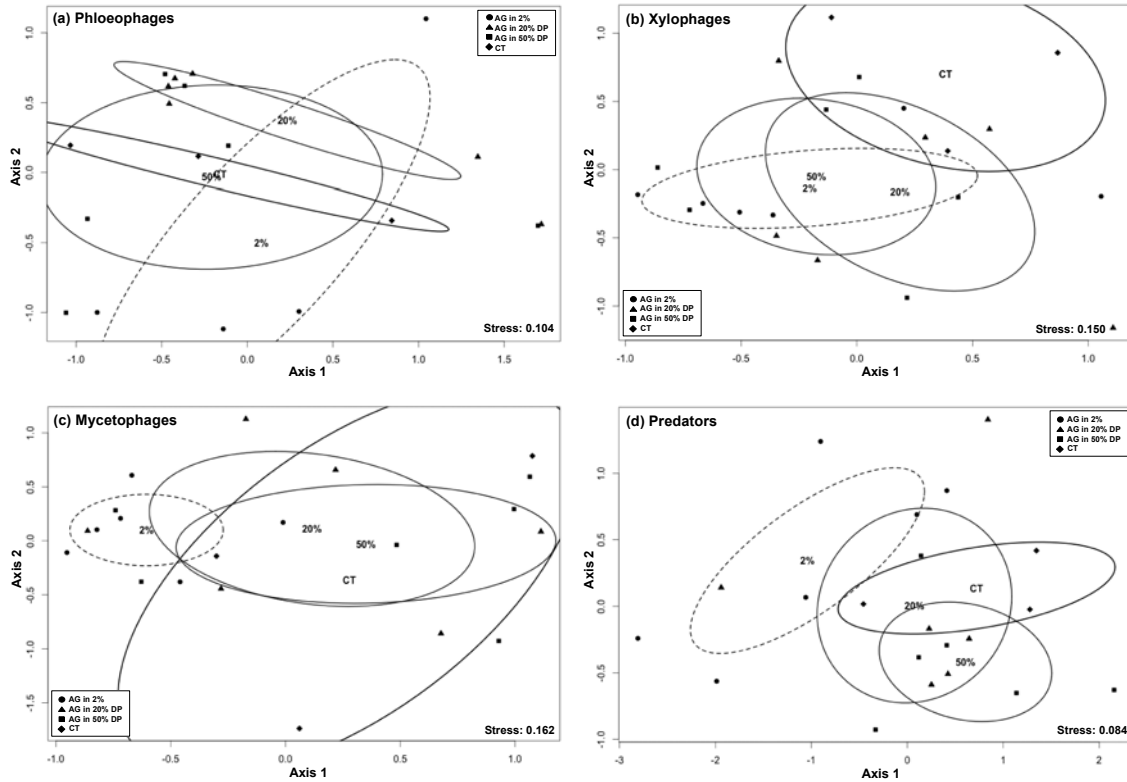 (a) Phloeophages
AG in 2%
AG in 20% DP
AG in 50% DP
CT
20%
50%
CT
2%
Stress: 0.104
Axis 2
1.0
0.5
0.0
-0.5
-1.0
-1.0
-0.5
0.0
0.5
1.0
1.5
Axis 1
(b) Xylophages
CT
50%
2%
20%
AG in 2%
AG in 20% DP
AG in 50% DP
CT
Stress: 0.150
Axis 2
1.0
0.5
0.0
-0.5
-1.0
-1.0
-0.5
0.0
0.5
1.0
Axis 1
(c) Mycetophages
2%
20%
50%
CT
AG in 2%
AG in 20% DP
AG in 50% DP
CT
Stress: 0.162
Axis 2
1.0
0.5
0.0
-0.5
-1.0
-1.5
-1.0
-0.5
0.0
0.5
1.0
Axis 1
(d) Predators
AG in 2%
AG in 20% DP
AG in 50% DP
CT
2%
CT
20%
50%
Stress: 0.084
Axis 2
1.0
0.5
0.0
-0.5
-1.0
-3
-2
-1
0
1
2
Axis 1